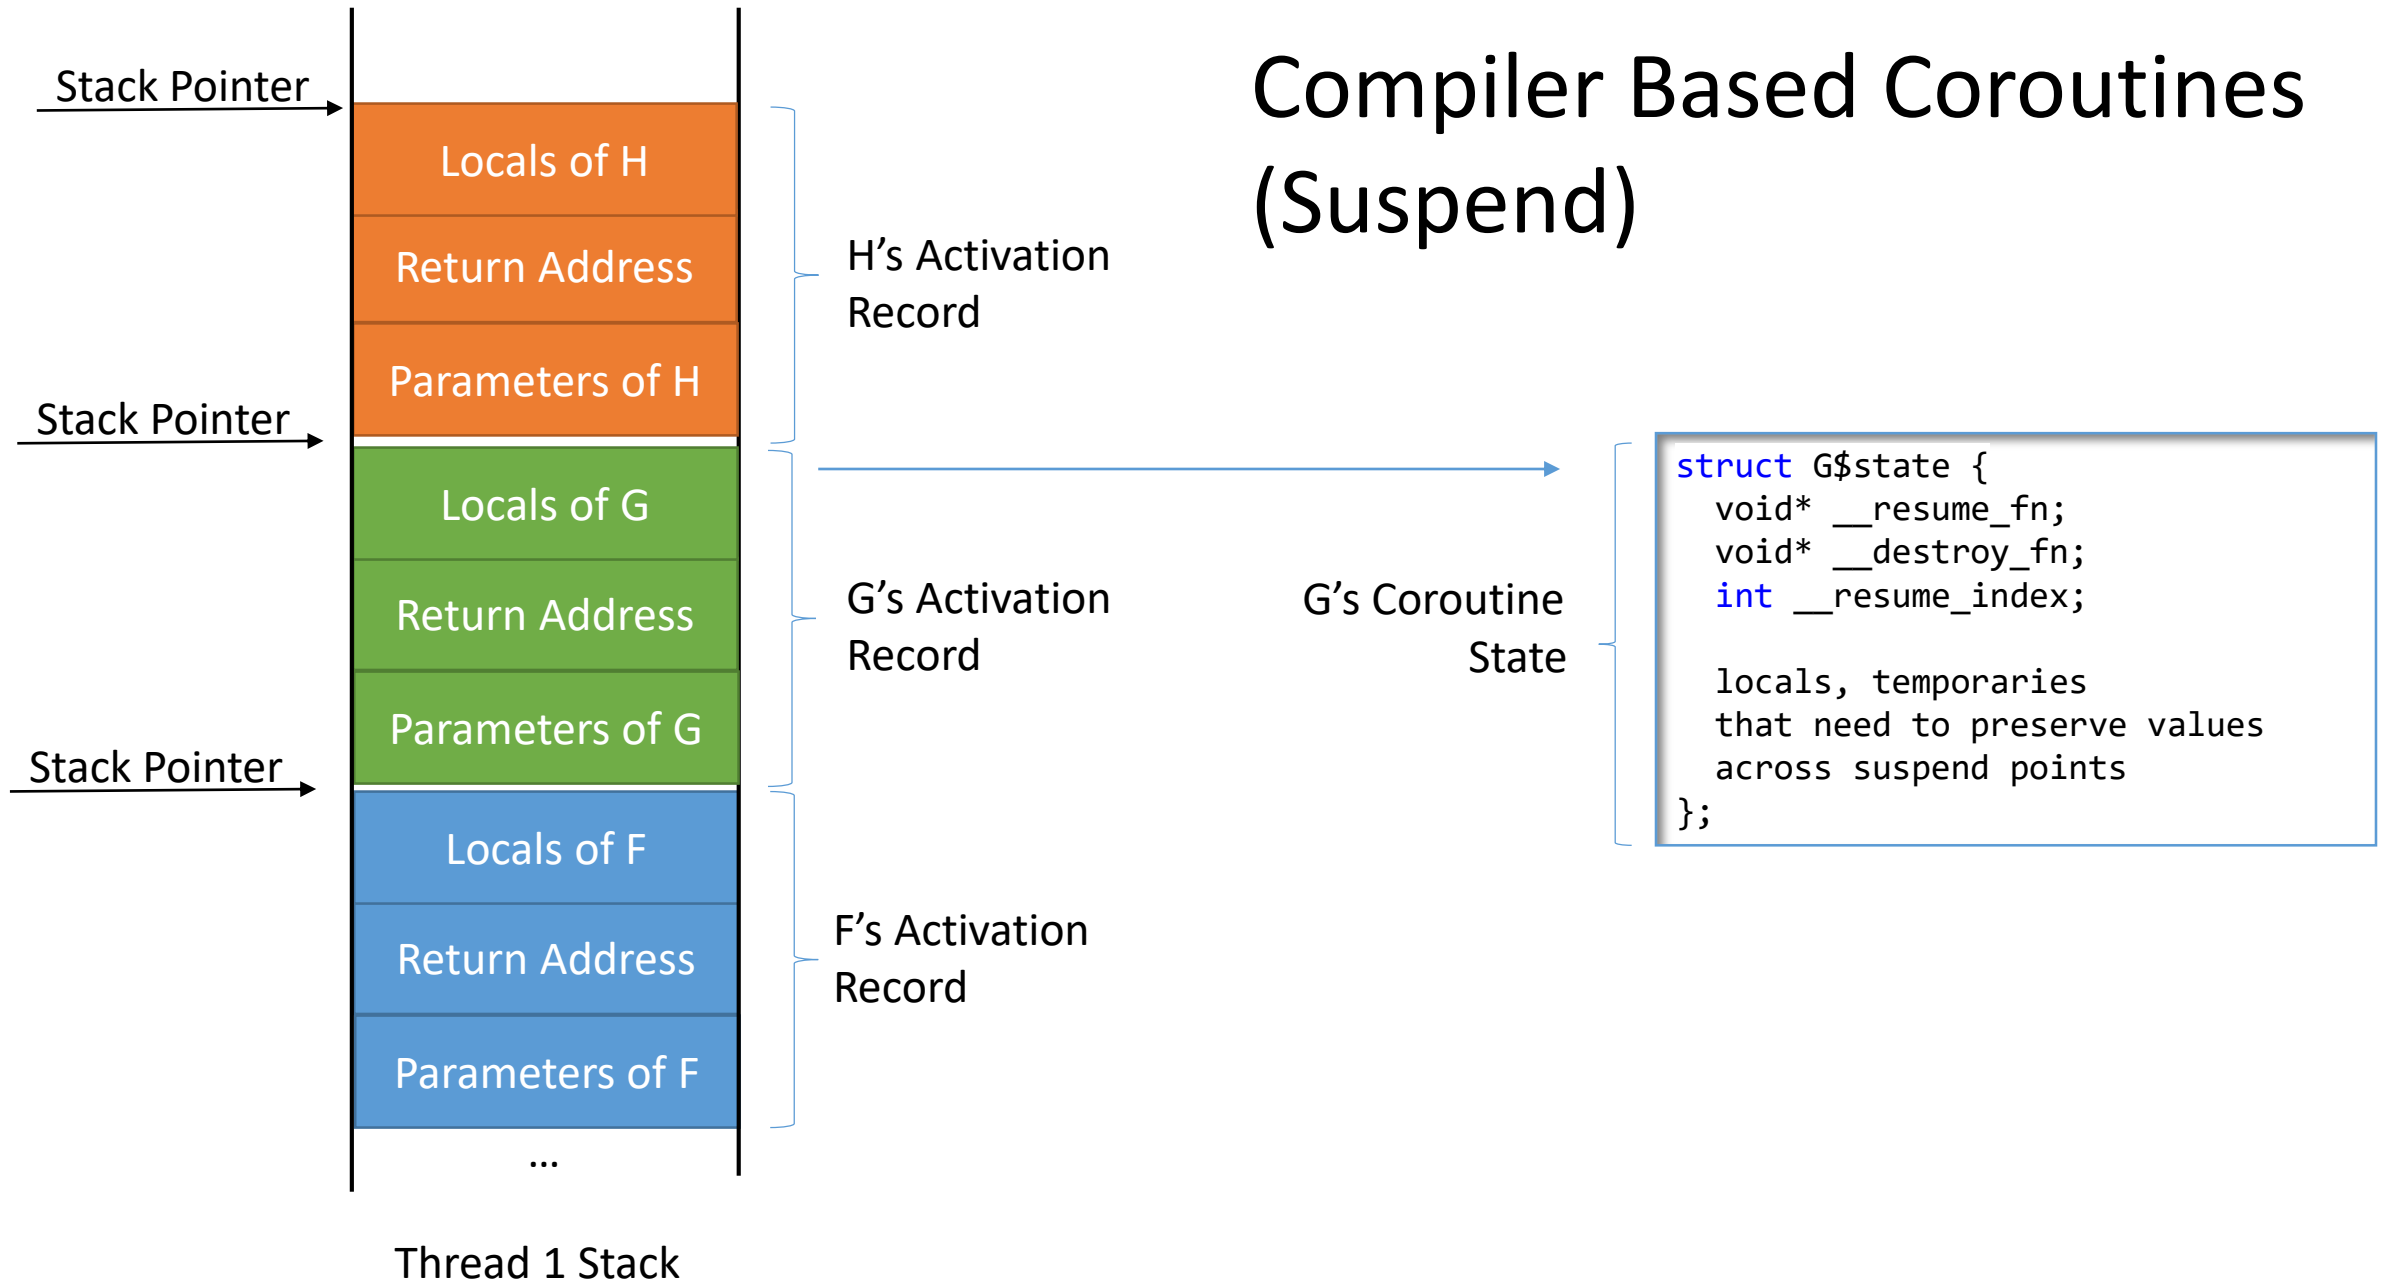 Compiler Based Coroutines
(Suspend)
Stack Pointer
Locals of H
Return Address
Parameters of H
H’s Activation
Record
Stack Pointer
Locals of G
Return Address
Parameters of G
G’s Activation
Record
Stack Pointer
Locals of F
Return Address
Parameters of F
F’s Activation
Record
…
Thread 1 Stack
G’s Coroutine
State
struct G$state {
  void* __resume_fn;
  void* __destroy_fn;
  int __resume_index;
  locals, temporaries
  that need to preserve values
  across suspend points
};